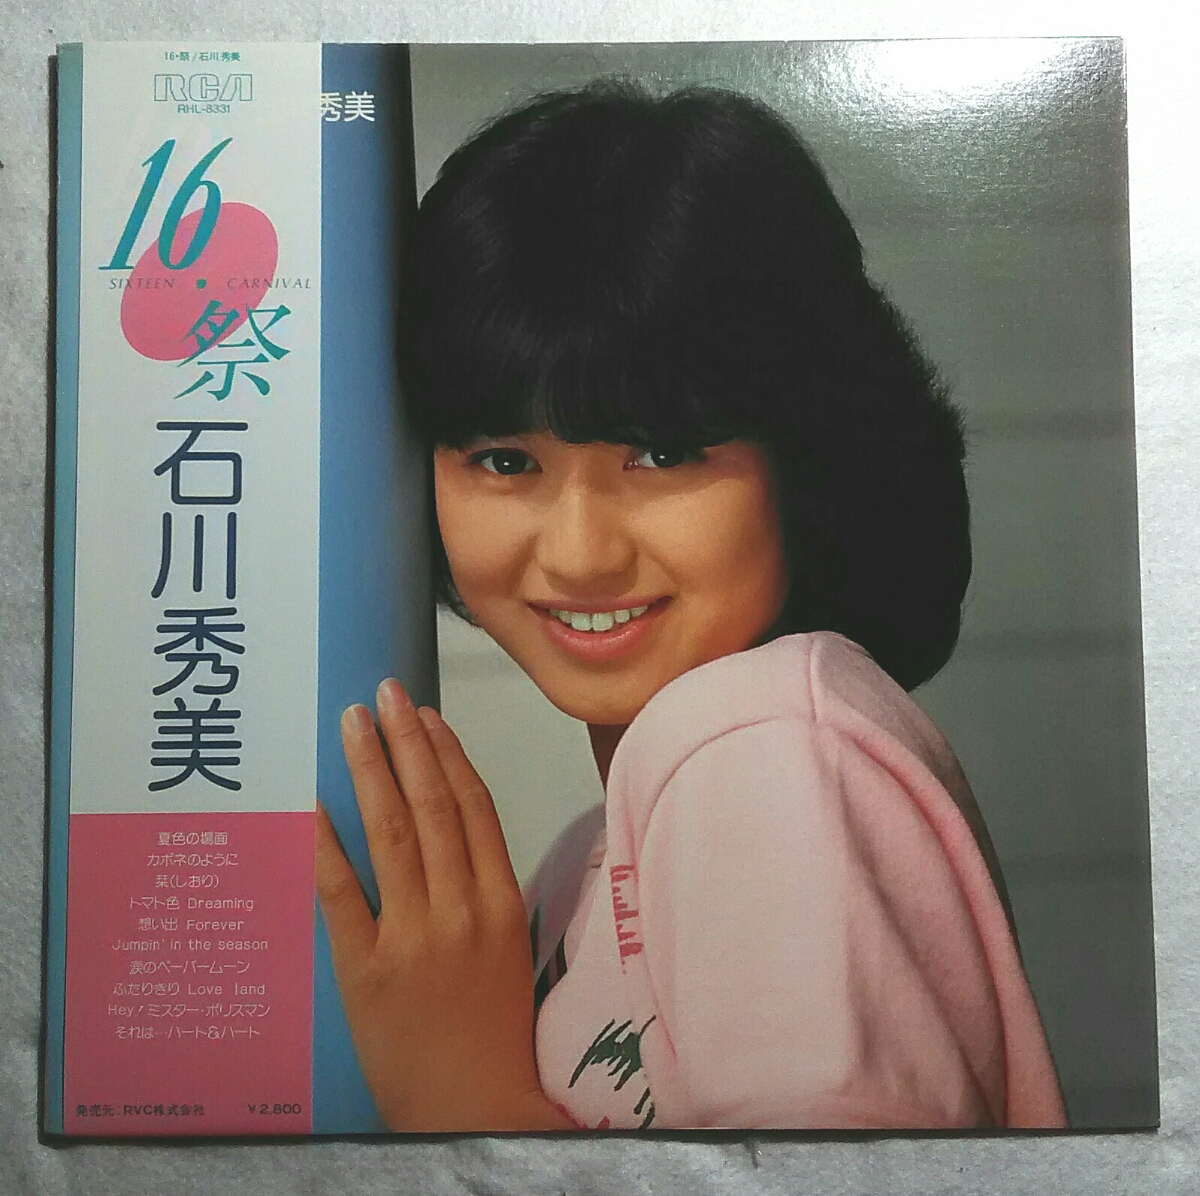 16・祭/石川秀美
RCA
RHL-8331
秀美
16
SIXTEEN • CARNIVAL
祭
石川秀美
夏色の場面
カポネのように
栞(しおり)
トマト色 Dreaming
想い出 Forever
Jumpin' in the season
涙のペーパームーン
ふたりきり Love land
Hey!ミスター・ポリスマン
それは…ハート&ハート
発売元:RVC株式会社 ￥2,800